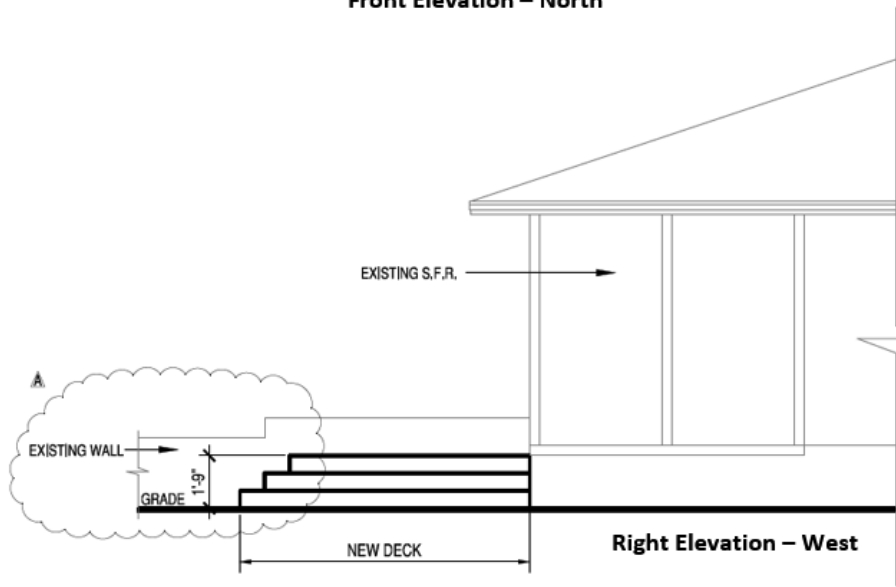 Front Elevation – North
EXISTING S.F.R.
A
EXISTING WALL
1'-9"
GRADE
NEW DECK
Right Elevation – West